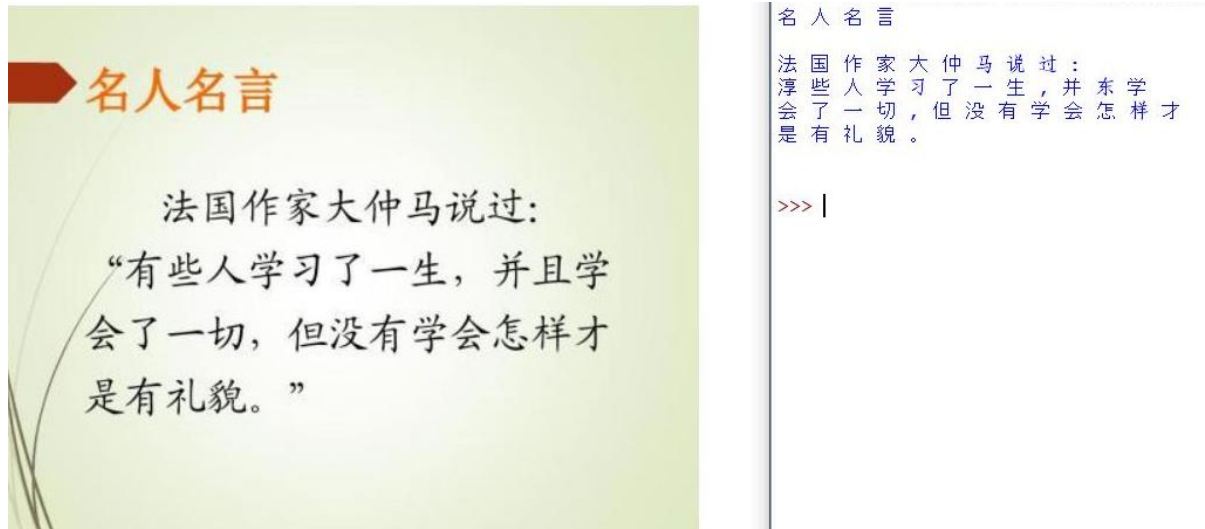 名人名言
法国作家大仲马说过：
“有些人学习了一生，并且学
会了一切，但没有学会怎样才
是有礼貌。”
名 人 名 言
法 国 作 家 大 仲 马 说 过 ：
淳 些 人 学 习 了 一 生 , 并 东 学
会 了 一 切 , 但 没 有 学 会 怎 样 才
是 有 礼 貌 。
>>>